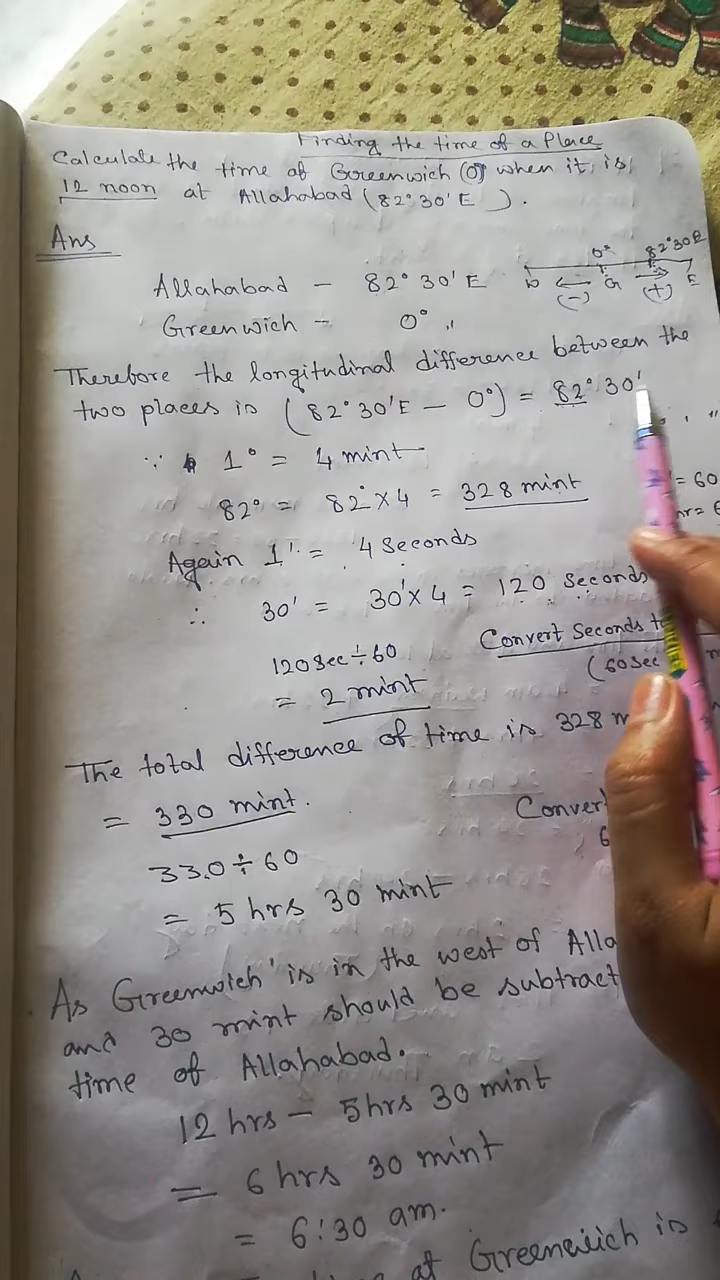 Finding the time of a Place
Calculate the time of Greenwich (0°) when it is
12 noon at Allahabad (82° 30' E ).
Ans
0° 82°30'E
W ← G → E
(-) (+)
Allahabad - 82° 30' E
Greenwich - 0° "
Therefore the longitudinal difference between the
two places is (82° 30' E - 0°) = 82° 30'
∵ 1° = 4 mint
82° = 82° × 4 = 328 mint
= 60
Again 1' = 4 Seconds
∴ 30' = 30' × 4 = 120 Seconds
120 Sec ÷ 60
= 2 mint
Convert Seconds to
(60 Sec
The total difference of time is 328 m
= 330 mint.
Convert
6
330 ÷ 60
= 5 hrs 30 mint
As Greenwich is in the west of Alla
and 30 mint should be subtract
time of Allahabad.
12 hrs - 5 hrs 30 mint
= 6 hrs 30 mint
= 6:30 am.
at Greenwich is